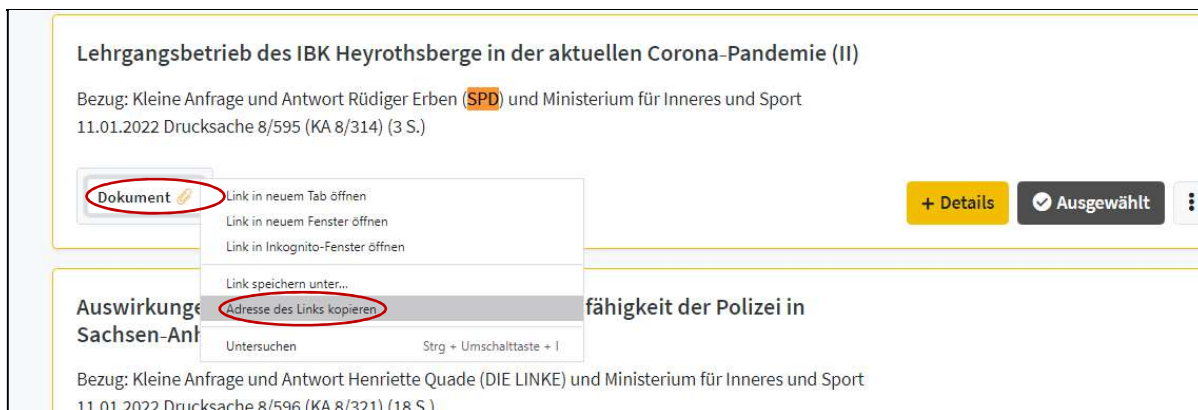 Lehrgangsbetrieb des IBK Heyrothsberge in der aktuellen Corona-Pandemie (II)
Bezug: Kleine Anfrage und Antwort Rüdiger Erben (SPD) und Ministerium für Inneres und Sport
11.01.2022 Drucksache 8/595 (KA 8/314) (3 S.)
Dokument
Link in neuem Tab öffnen
Link in neuem Fenster öffnen
Link in Inkognito-Fenster öffnen
Link speichern unter...
Adresse des Links kopieren
Untersuchen Strg + Umschalttaste + I
+ Details
Ausgewählt
Auswirkunge fähigkeit der Polizei in
Sachsen-Anh
Bezug: Kleine Anfrage und Antwort Henriette Quade (DIE LINKE) und Ministerium für Inneres und Sport
11.01.2022 Drucksache 8/596 (KA 8/321) (18 S.)